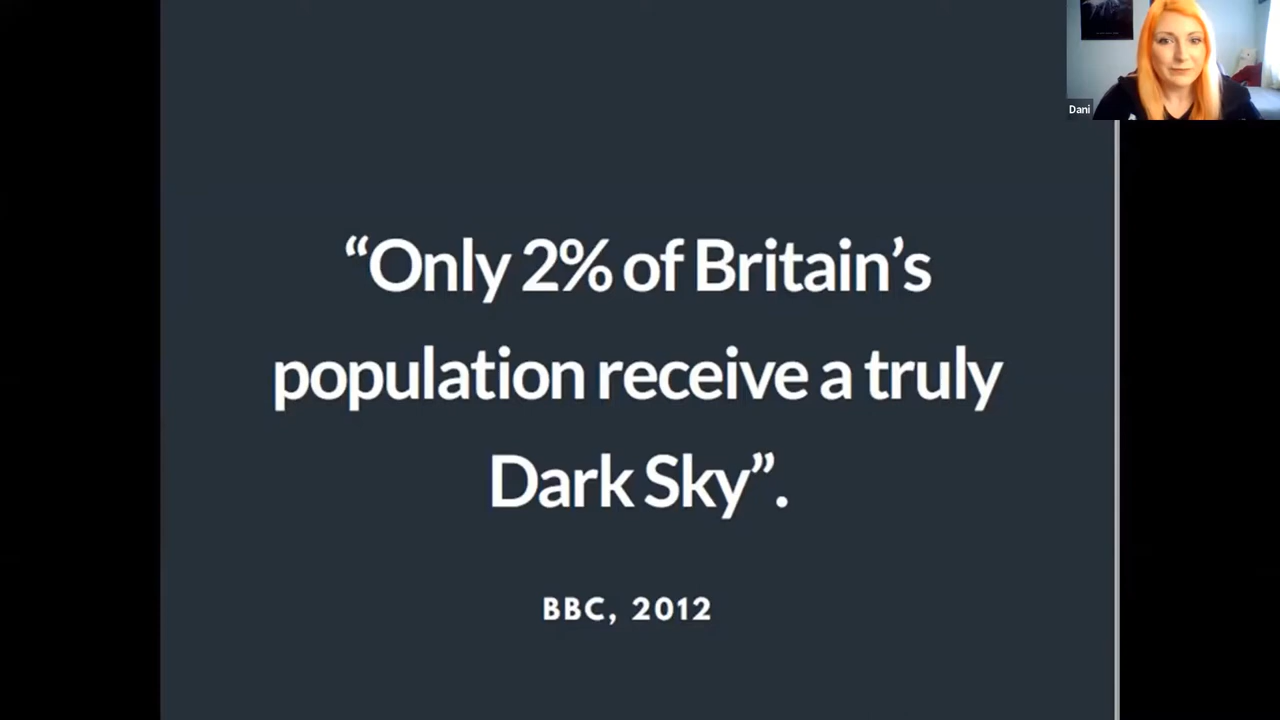 “Only 2% of Britain’s
population receive a truly
Dark Sky”.
BBC, 2012
Dani